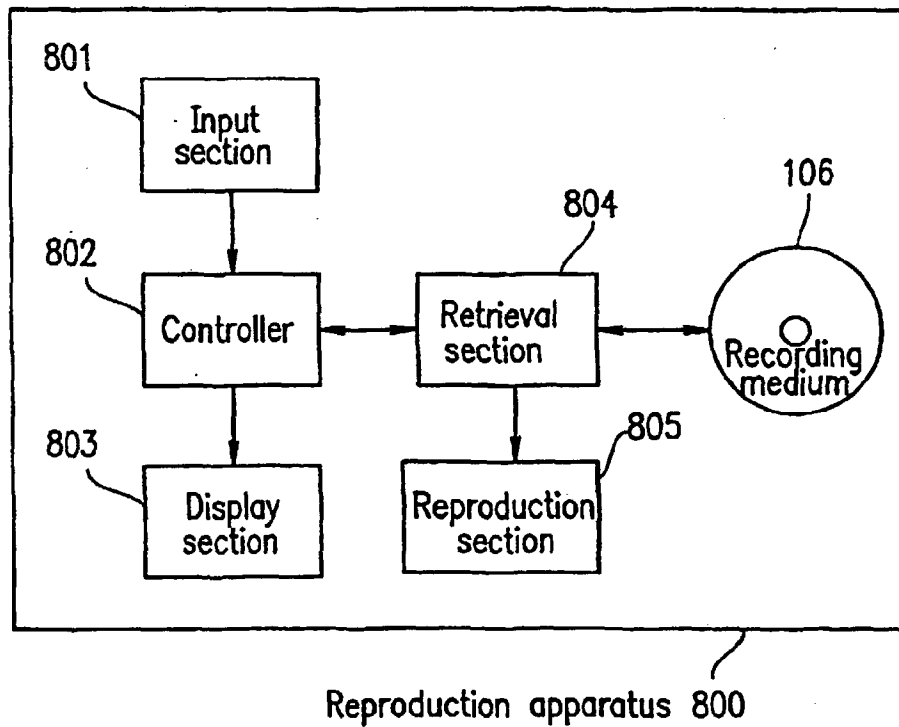 801
Input
section
802
Controller
804
Retrieval
section
106
Recording
medium
803
Display
section
805
Reproduction
section
Reproduction apparatus 800